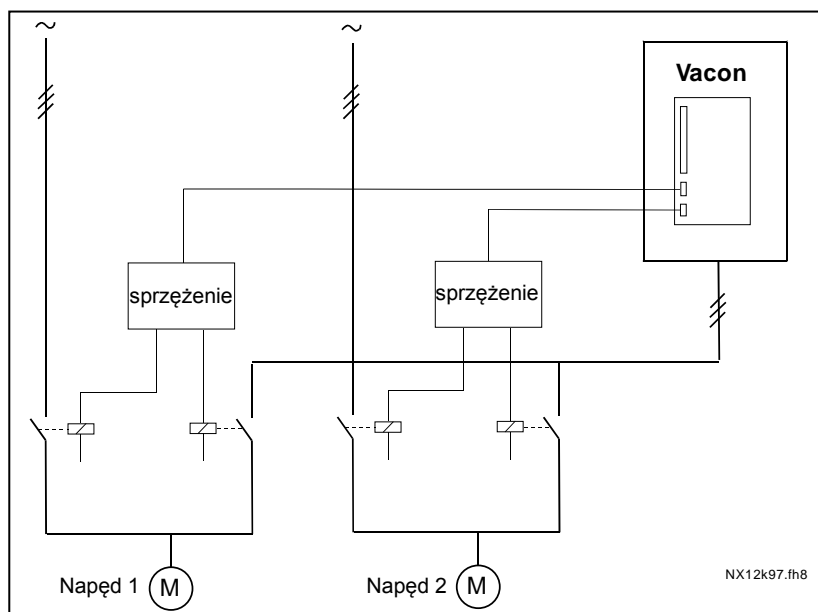 ~
~
Vacon
sprzężenie
sprzężenie
Napęd 1
M
Napęd 2
M
NX12k97.fh8